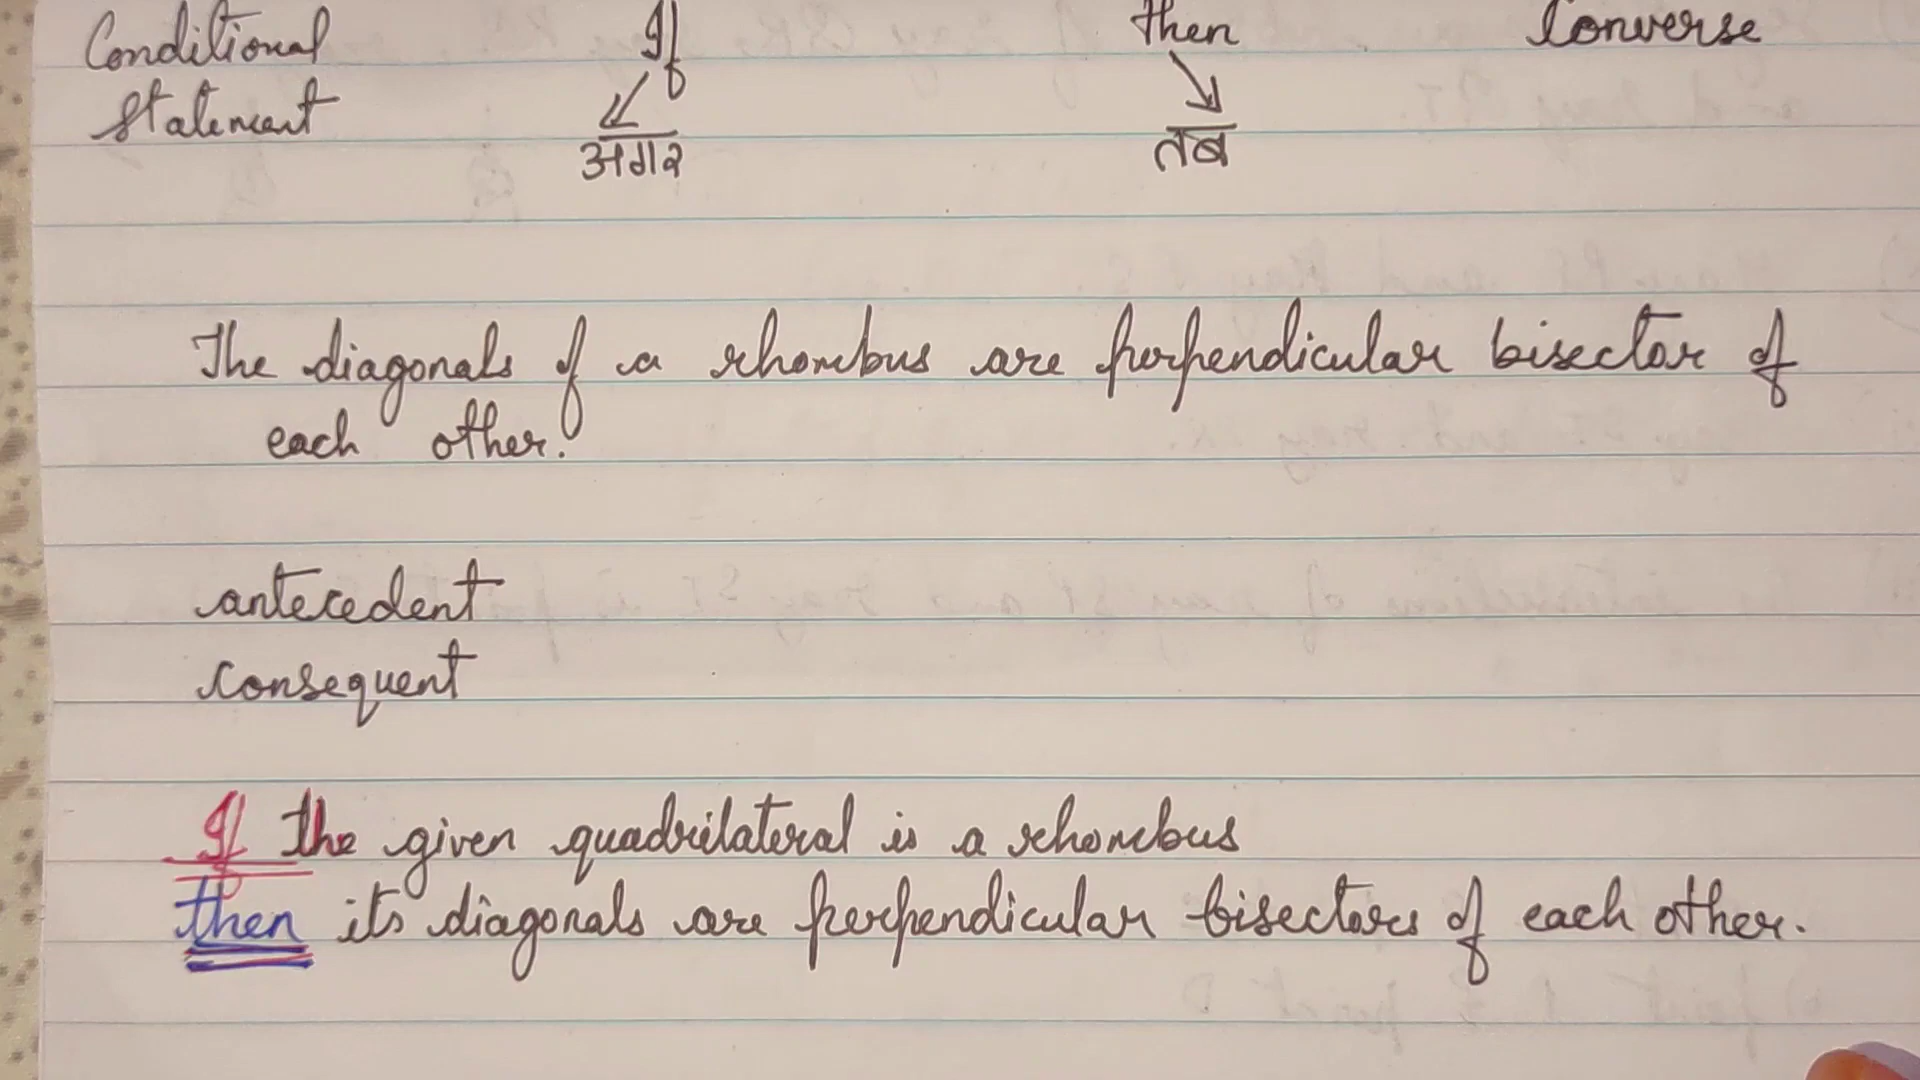 Conditional If then Converse
Statement अगर तब
The diagonals of a rhombus are perpendicular bisector of
each other.
antecedent
consequent
If the given quadrilateral is a rhombus
then its diagonals are perpendicular bisectors of each other.